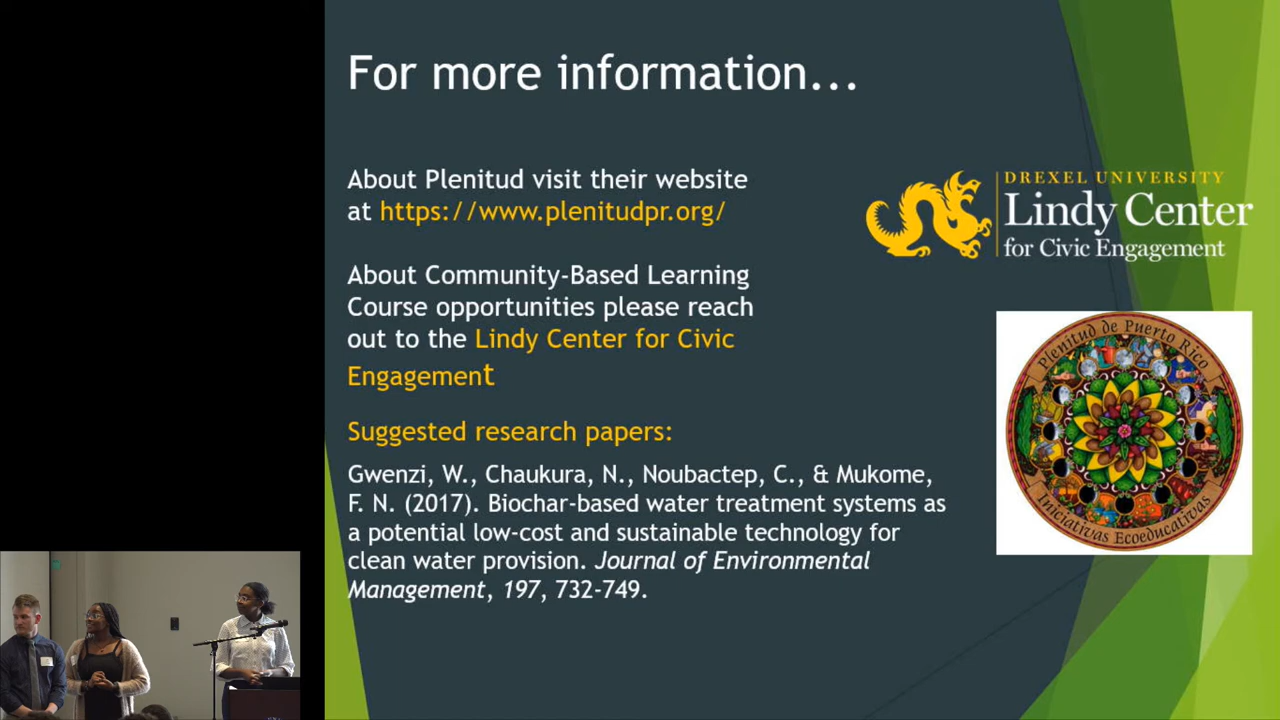 For more information...
About Plenitud visit their website
at https://www.plenitudpr.org/
About Community-Based Learning
Course opportunities please reach
out to the Lindy Center for Civic
Engagement
Suggested research papers:
Gwenzi, W., Chaukura, N., Noubactep, C., & Mukome,
F. N. (2017). Biochar-based water treatment systems as
a potential low-cost and sustainable technology for
clean water provision. Journal of Environmental
Management, 197, 732-749.
DREXEL UNIVERSITY
Lindy Center
for Civic Engagement
Plenitud de Puerto Rico
Iniciativas Ecoeducativas